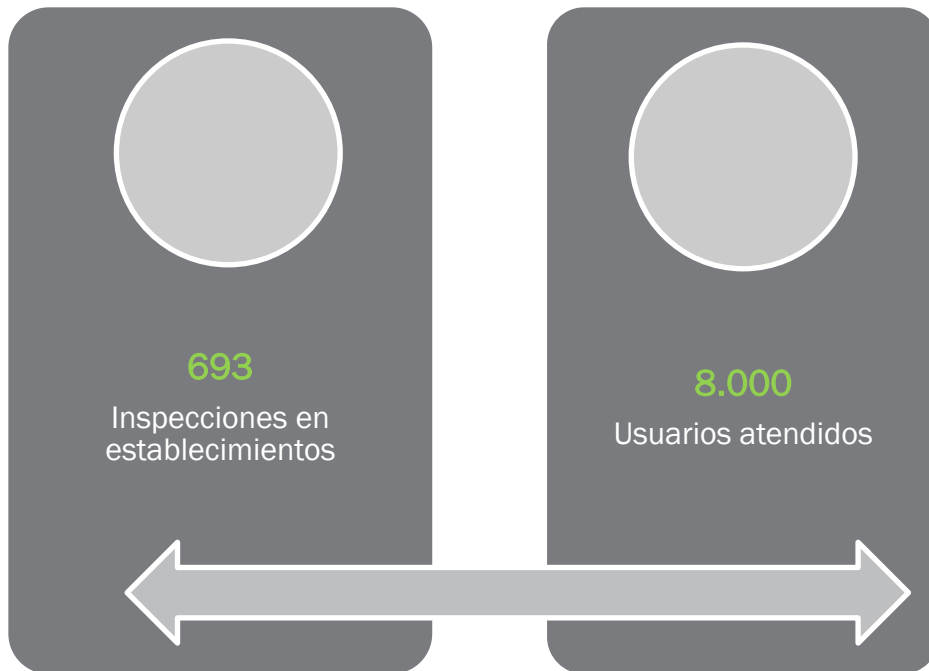 693
Inspecciones en
establecimientos
8.000
Usuarios atendidos